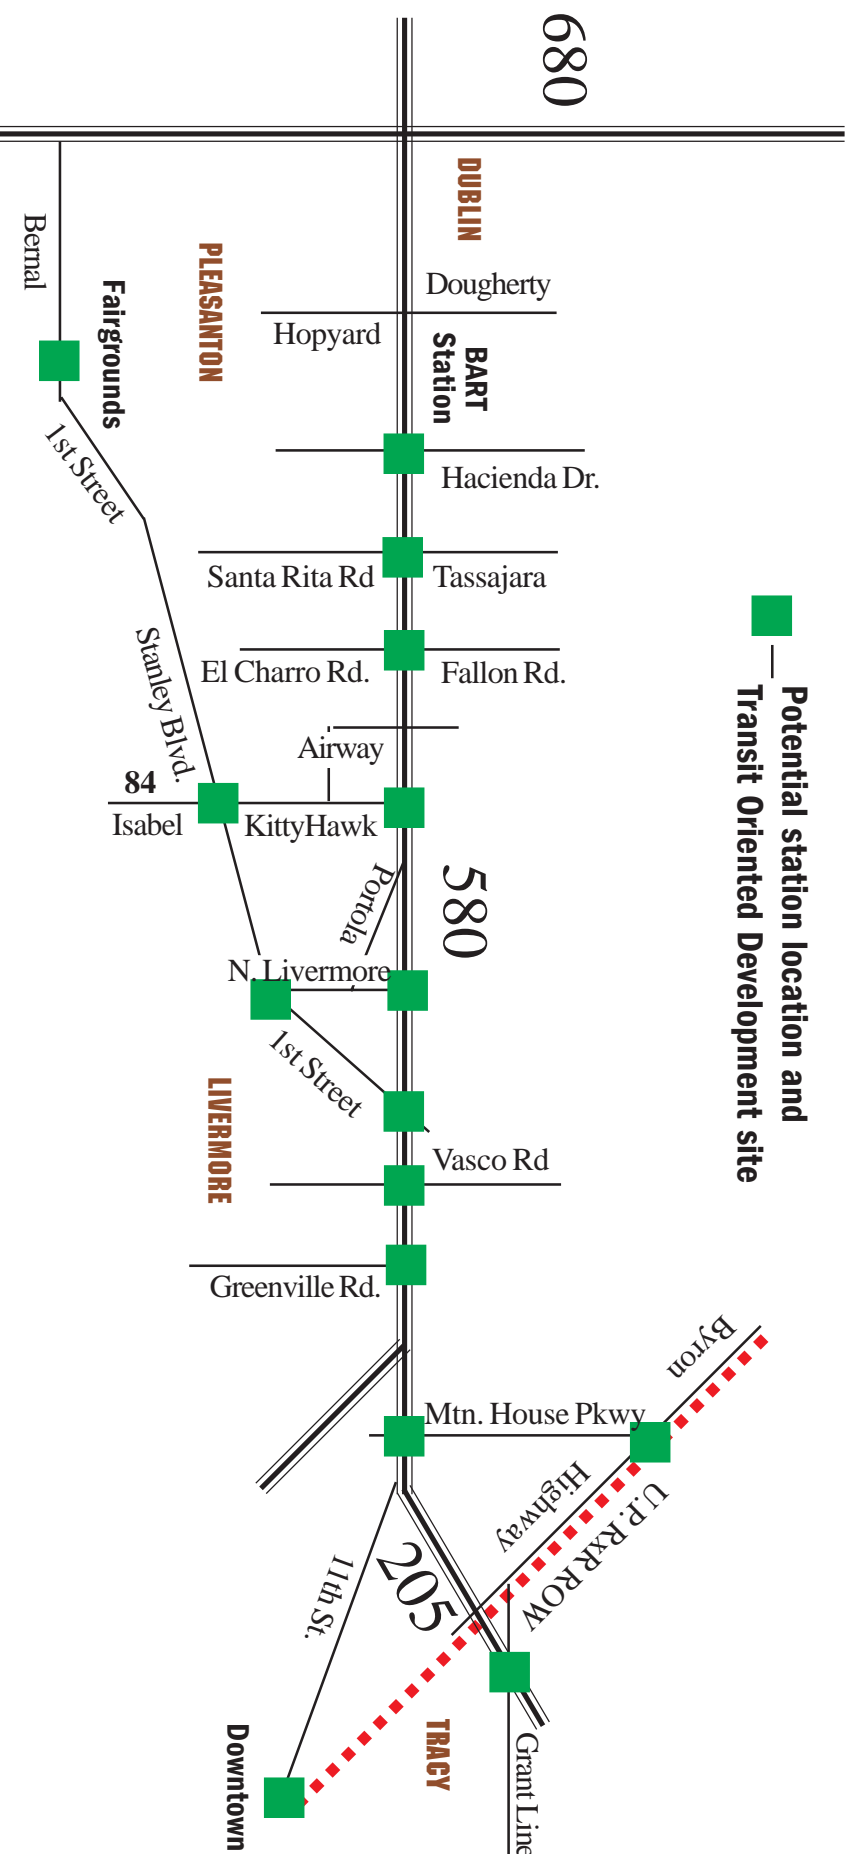 680
DUBLIN
Dougherty
Bernal
PLEASANTON
Fairgrounds
Hopyard
BART
Station
1st Street
Hacienda Dr.
Santa Rita Rd
Tassajara
Potential station location and
Transit Oriented Development site
El Charro Rd.
Fallon Rd.
Stanley Blvd.
Airway
84
Isabel
KittyHawk
Portola
580
N. Livermore
1st Street
LIVERMORE
Vasco Rd
Greenville Rd.
Byron
Mtn. House Pkwy
Highway
U.P. RxR ROW
205
11th St.
TRACY
Grant Line
Downtown